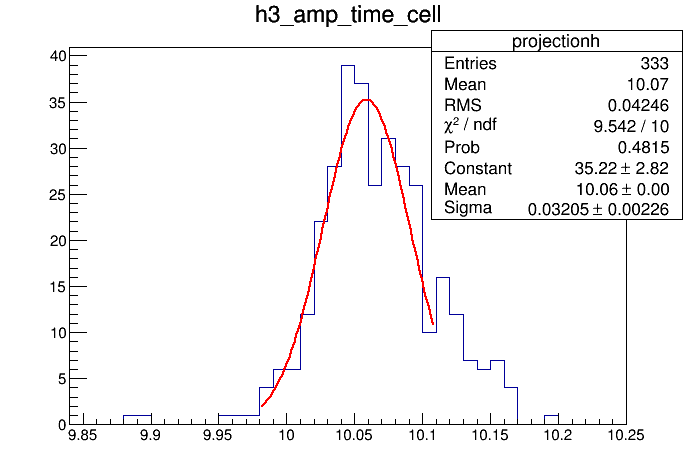 h3_amp_time_cell
projectionh
Entries 333
Mean 10.07
RMS 0.04246
χ² / ndf 9.542 / 10
Prob 0.4815
Constant 35.22 ± 2.82
Mean 10.06 ± 0.00
Sigma 0.03205 ± 0.00226
40
35
30
25
20
15
10
5
0
9.85 9.9 9.95 10 10.05 10.1 10.15 10.2 10.25